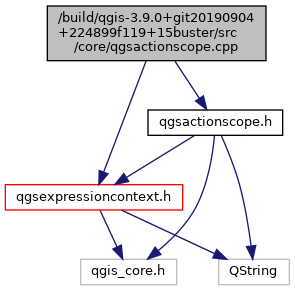 /build/qgis-3.9.0+git20190904
+224899f119+15buster/src
/core/qgsactionscope.cpp
qgsactionscope.h
qgsexpressioncontext.h
qgis_core.h
QString